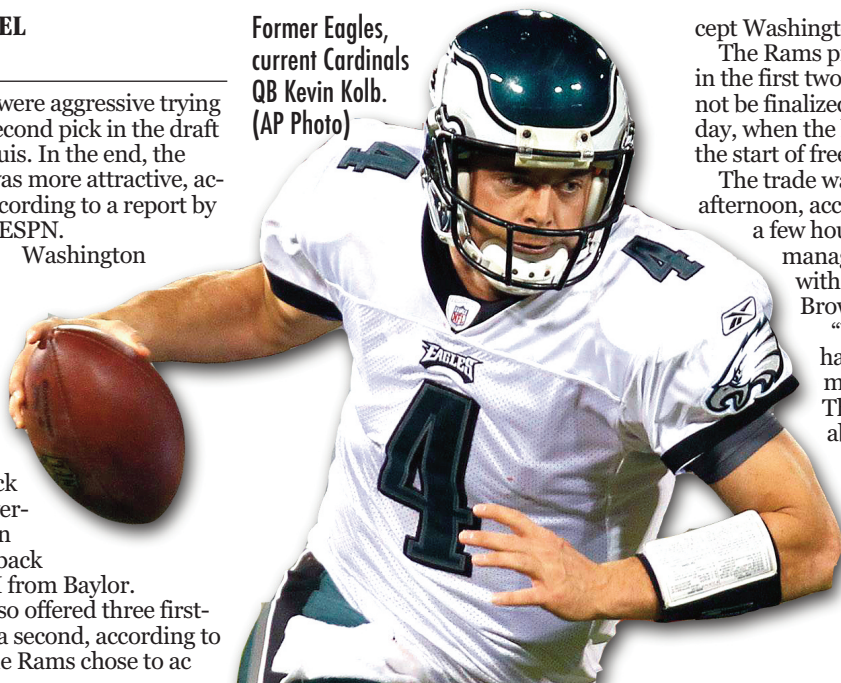 EL
were aggressive trying
econd pick in the draft
uis. In the end, the
was more attractive, ac-
cording to a report by
ESPN.
Washington
ck
er-
n
back
I from Baylor.
so offered three first-
a second, according to
e Rams chose to ac
Former Eagles,
current Cardinals
QB Kevin Kolb.
(AP Photo)
4
4
NFL
EAGLES
4
cept Washingt
The Rams p
in the first two
not be finalized
day, when the
the start of free
The trade wa
afternoon, acc
a few hou
manag
with
Brow
“
ha
m
Th
al